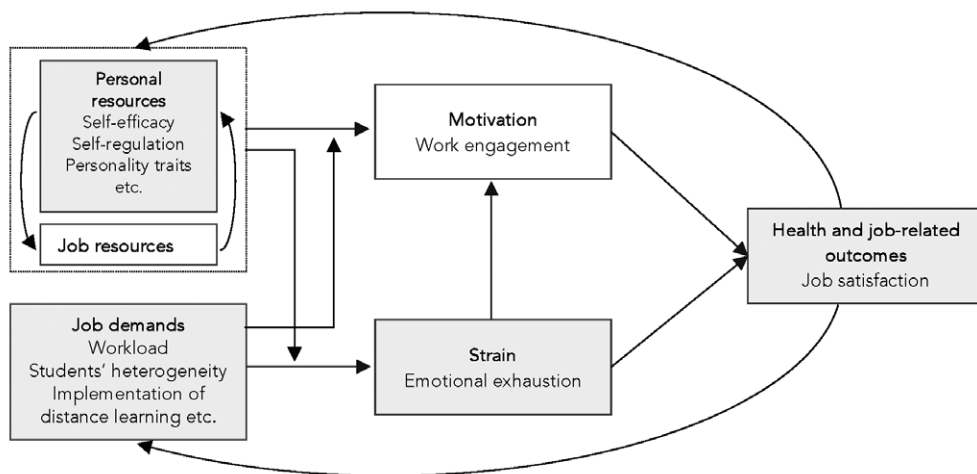 Personal
resources
Self-efficacy
Self-regulation
Personality traits
etc.
Job resources
Motivation
Work engagement
Health and job-related
outcomes
Job satisfaction
Job demands
Workload
Students’ heterogeneity
Implementation of
distance learning etc.
Strain
Emotional exhaustion